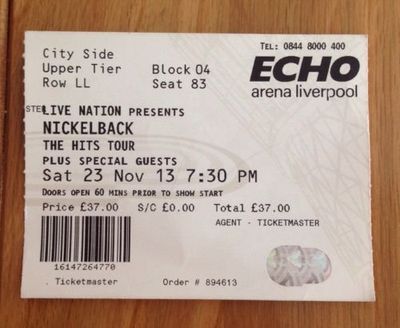 City Side
Upper Tier Block 04
Row LL Seat 83
TEL: 0844 8000 400
ECHO
arena liverpool
STE LIVE NATION PRESENTS
NICKELBACK
THE HITS TOUR
PLUS SPECIAL GUESTS
Sat 23 Nov 13 7:30 PM
DOORS OPEN 60 MINS PRIOR TO SHOW START
Price £37.00 S/C £0.00 Total £37.00
AGENT - TICKETMASTER
16147264770
Ticketmaster Order # 894613